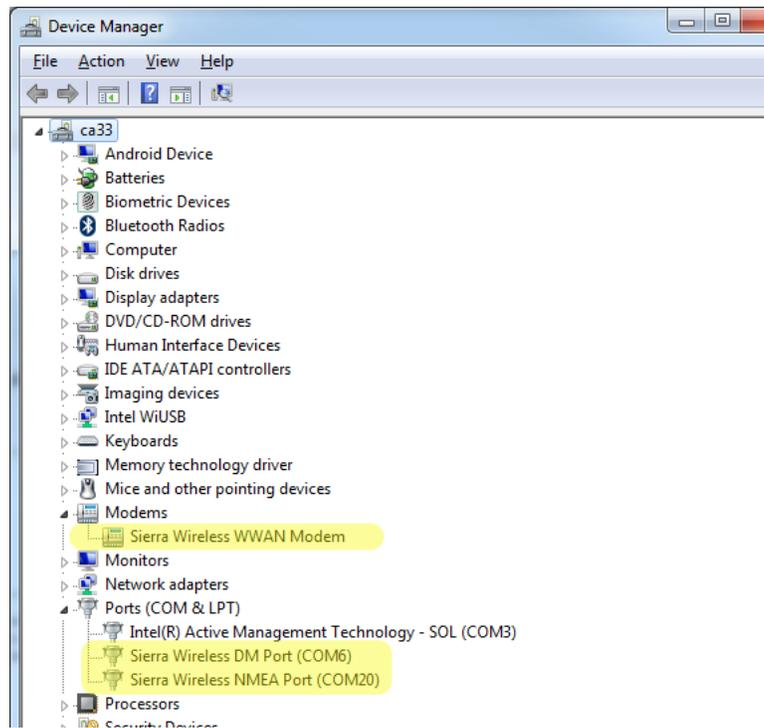 Device Manager
File Action View Help
ca33
Android Device
Batteries
Biometric Devices
Bluetooth Radios
Computer
Disk drives
Display adapters
DVD/CD-ROM drives
Human Interface Devices
IDE ATA/ATAPI controllers
Imaging devices
Intel WiUSB
Keyboards
Memory technology driver
Mice and other pointing devices
Modems
Sierra Wireless WWAN Modem
Monitors
Network adapters
Ports (COM & LPT)
Intel(R) Active Management Technology - SOL (COM3)
Sierra Wireless DM Port (COM6)
Sierra Wireless NMEA Port (COM20)
Processors
Security Devices